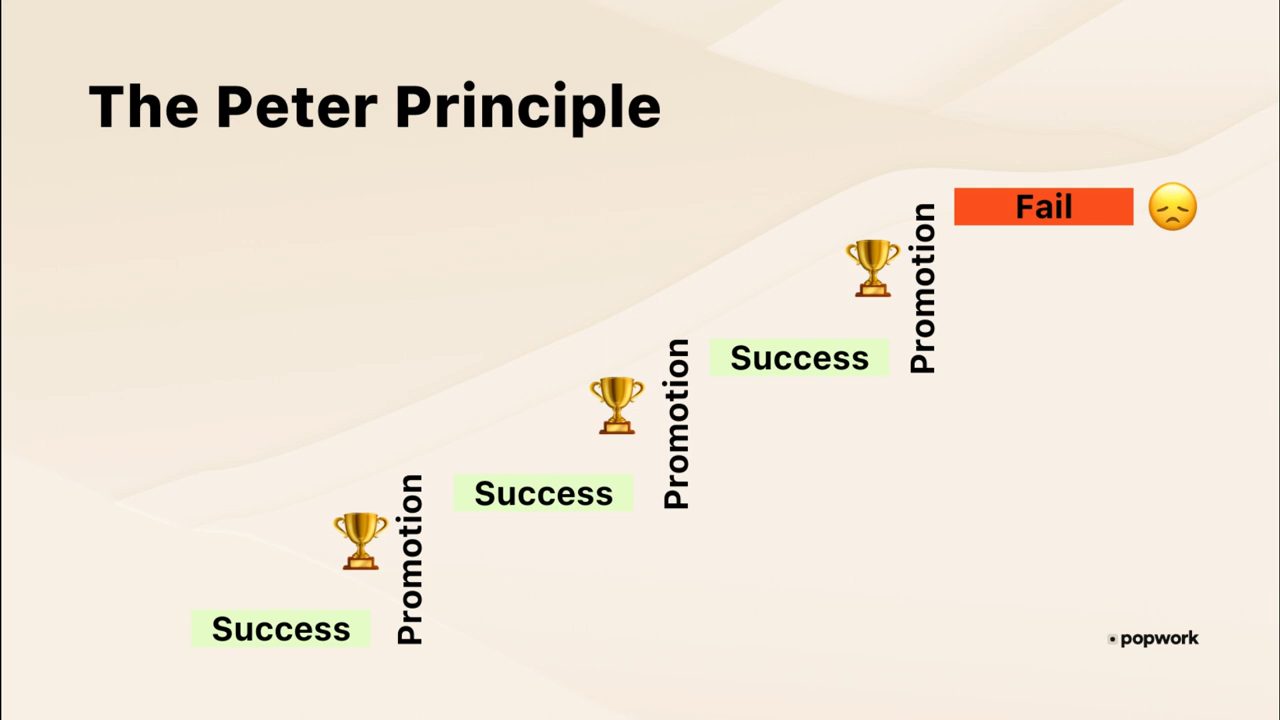 The Peter Principle
Fail
Promotion
Success
Promotion
Success
Promotion
Success
popwork